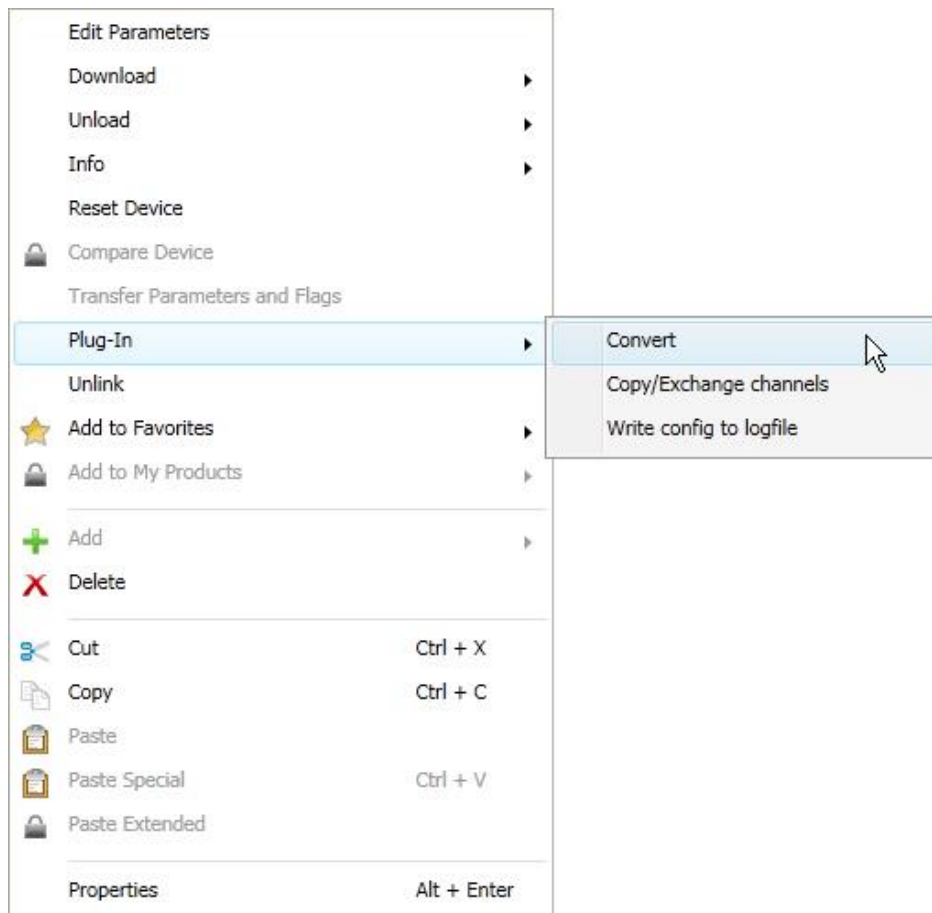 Edit Parameters
Download
Unload
Info
Reset Device
Compare Device
Transfer Parameters and Flags
Plug-In
Convert
Unlink
Copy/Exchange channels
Add to Favorites
Write config to logfile
Add to My Products
Add
Delete
Cut Ctrl + X
Copy Ctrl + C
Paste
Paste Special Ctrl + V
Paste Extended
Properties Alt + Enter